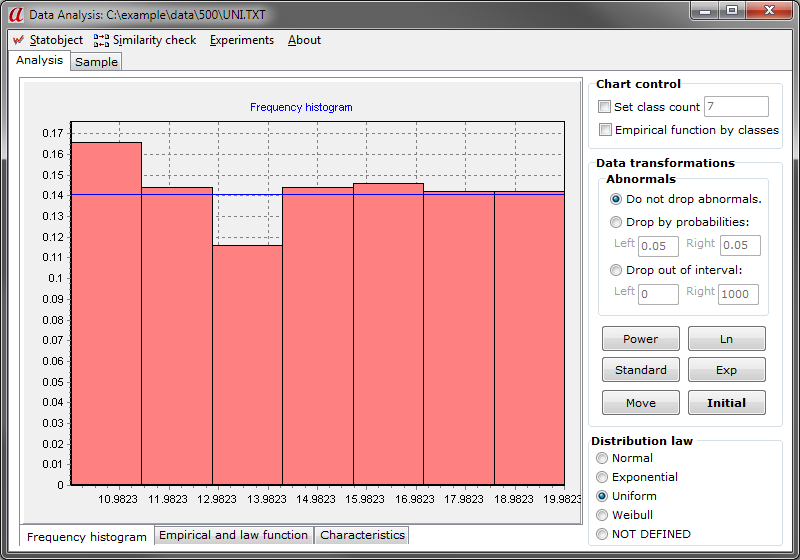 Data Analysis: C:\example\data\500\UNI.TXT
Statobject Similarity check Experiments About
Analysis Sample
Frequency histogram
0.17
0.16
0.15
0.14
0.13
0.12
0.11
0.1
0.09
0.08
0.07
0.06
0.05
0.04
0.03
0.02
0.01
0
10.9823 11.9823 12.9823 13.9823 14.9823 15.9823 16.9823 17.9823 18.9823 19.9823
Frequency histogram Empirical and law function Characteristics
Chart control
Set class count 7
Empirical function by classes
Data transformations
Abnormals
Do not drop abnormals.
Drop by probabilities:
Left 0.05 Right 0.05
Drop out of interval:
Left 0 Right 1000
Power Ln
Standard Exp
Move Initial
Distribution law
Normal
Exponential
Uniform
Weibull
NOT DEFINED